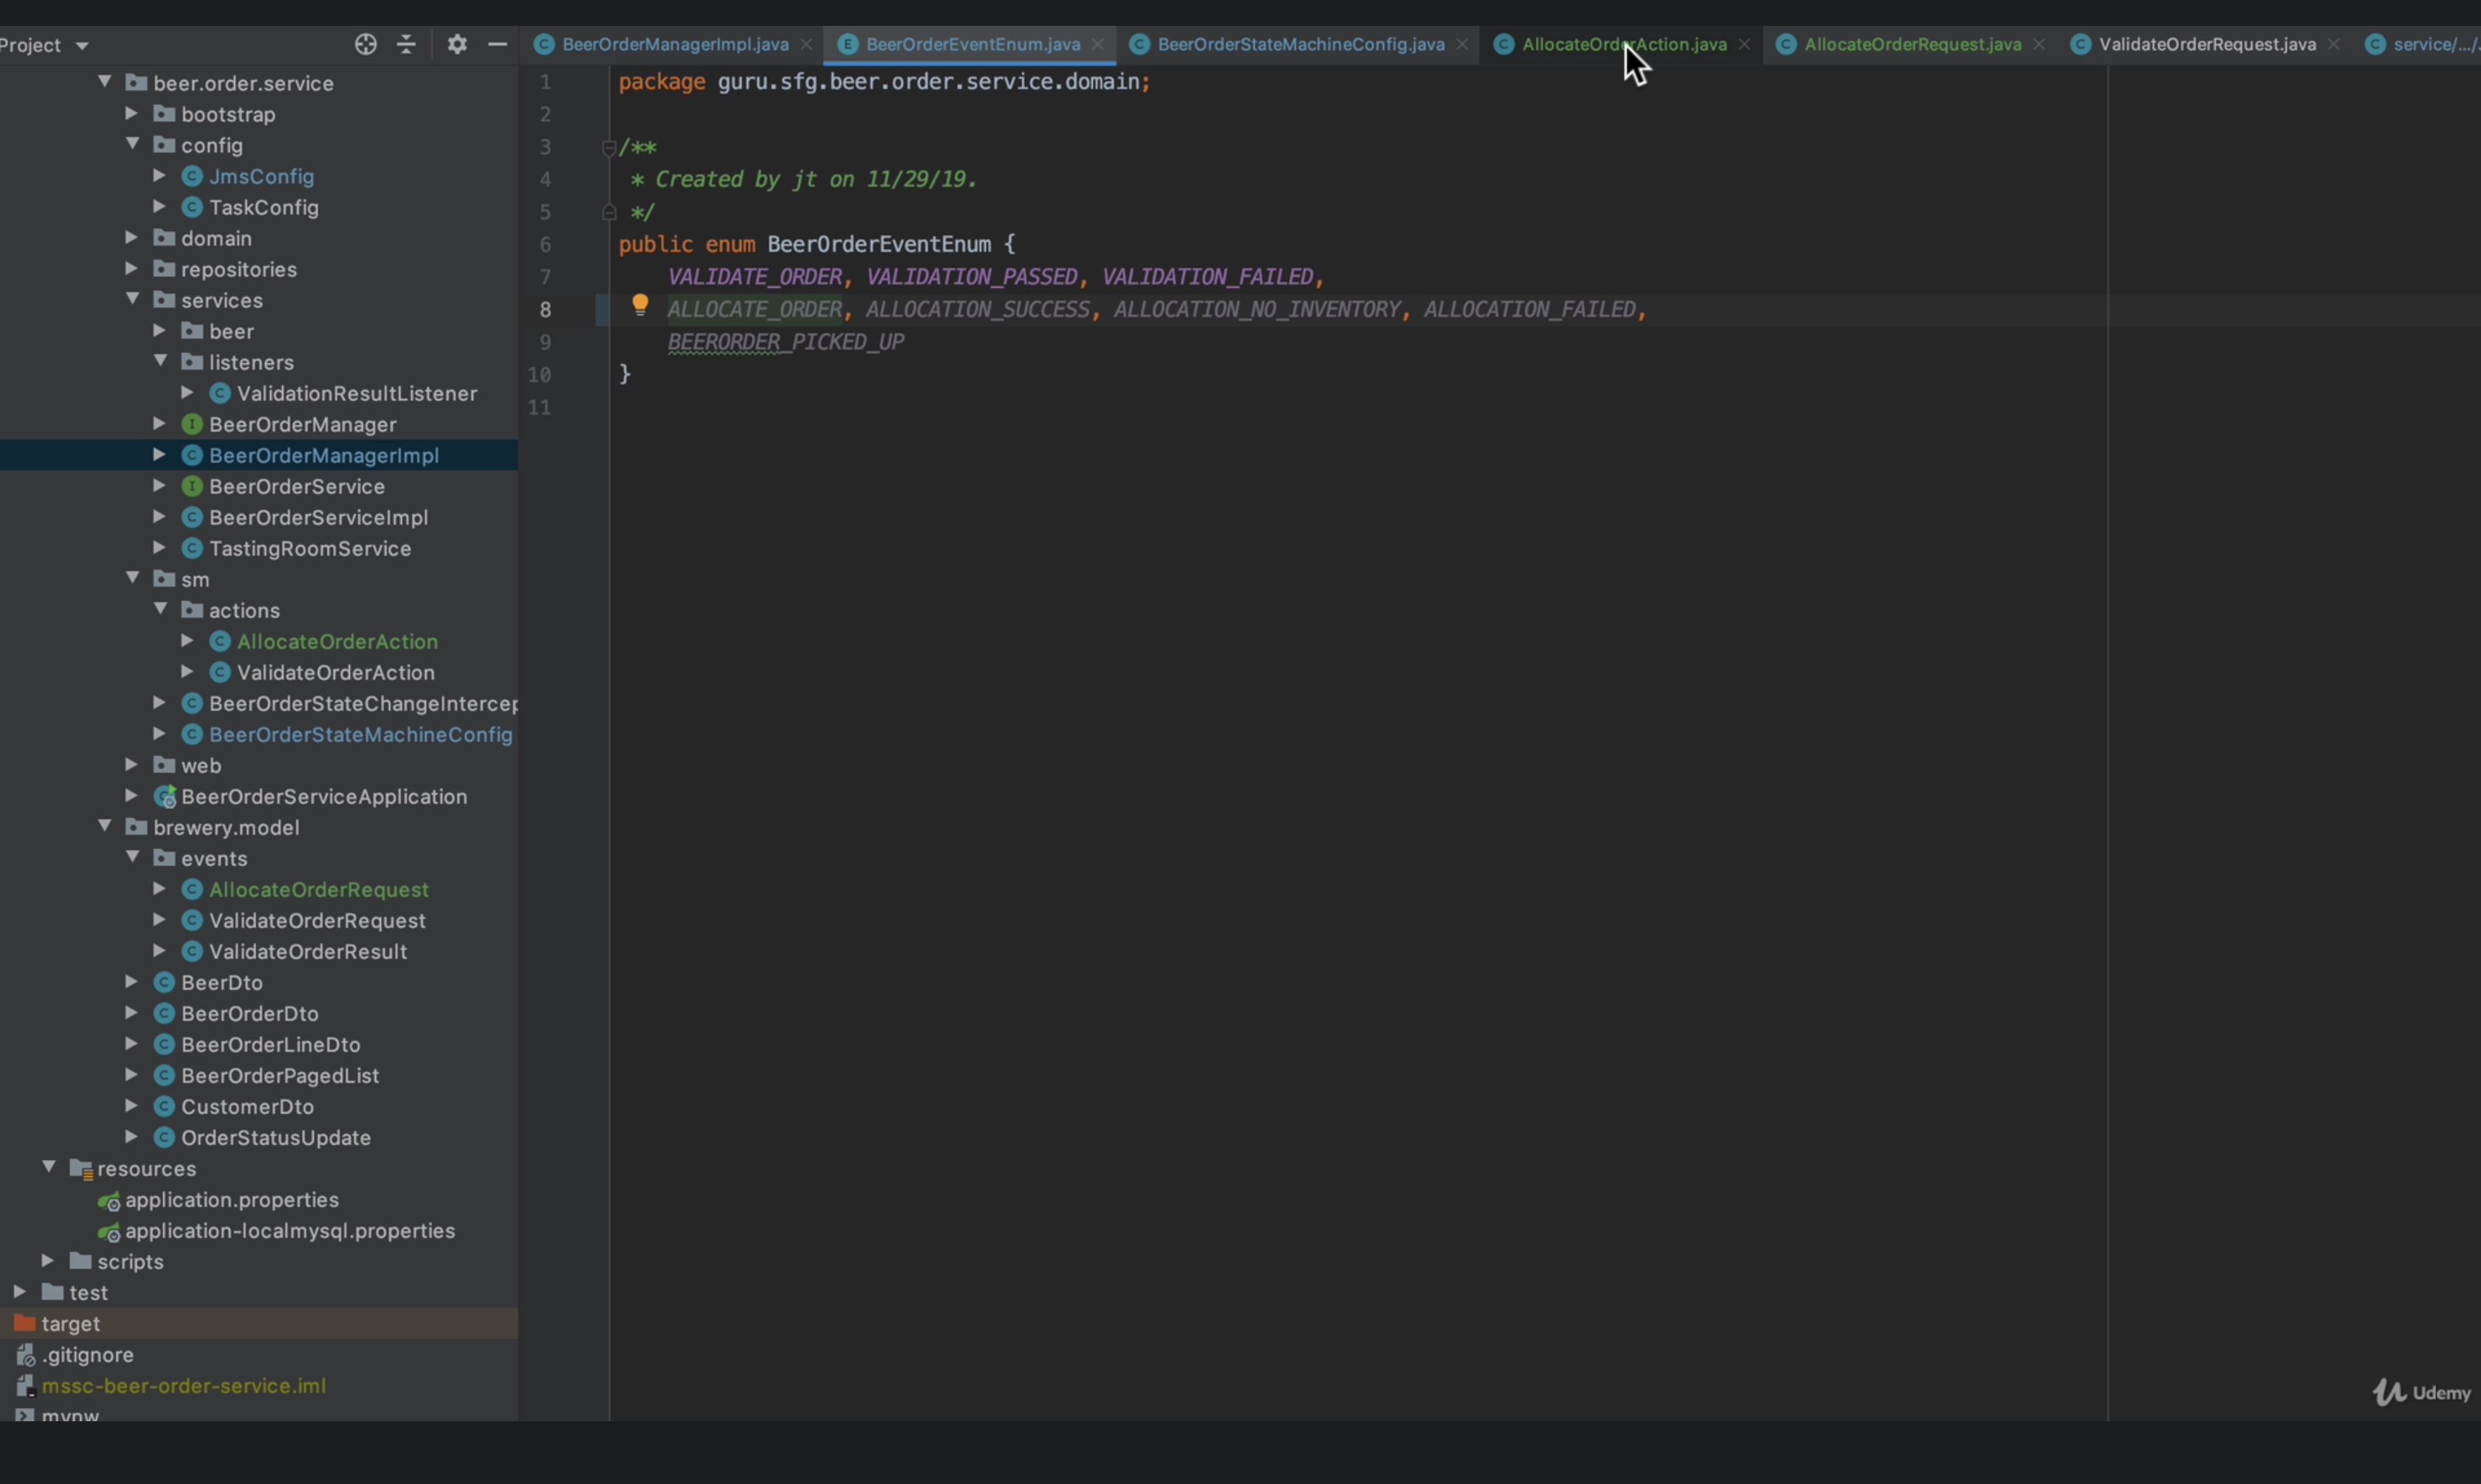 Project
BeerOrderManagerImpl.java
BeerOrderEventEnum.java
BeerOrderStateMachineConfig.java
AllocateOrderAction.java
AllocateOrderRequest.java
ValidateOrderRequest.java
service/.../
beer.order.service
bootstrap
config
JmsConfig
TaskConfig
domain
repositories
services
beer
listeners
ValidationResultListener
BeerOrderManager
BeerOrderManagerImpl
BeerOrderService
BeerOrderServiceImpl
TastingRoomService
sm
actions
AllocateOrderAction
ValidateOrderAction
BeerOrderStateChangeIntercep
BeerOrderStateMachineConfig
web
BeerOrderServiceApplication
brewery.model
events
AllocateOrderRequest
ValidateOrderRequest
ValidateOrderResult
BeerDto
BeerOrderDto
BeerOrderLineDto
BeerOrderPagedList
CustomerDto
OrderStatusUpdate
resources
application.properties
application-localmysql.properties
scripts
test
target
.gitignore
mssc-beer-order-service.iml
mvnw
1 package guru.sfg.beer.order.service.domain;
2
3 /**
4 * Created by jt on 11/29/19.
5 */
6 public enum BeerOrderEventEnum {
7 VALIDATE_ORDER, VALIDATION_PASSED, VALIDATION_FAILED,
8 ALLOCATE_ORDER, ALLOCATION_SUCCESS, ALLOCATION_NO_INVENTORY, ALLOCATION_FAILED,
9 BEERORDER_PICKED_UP
10 }
11
Udemy